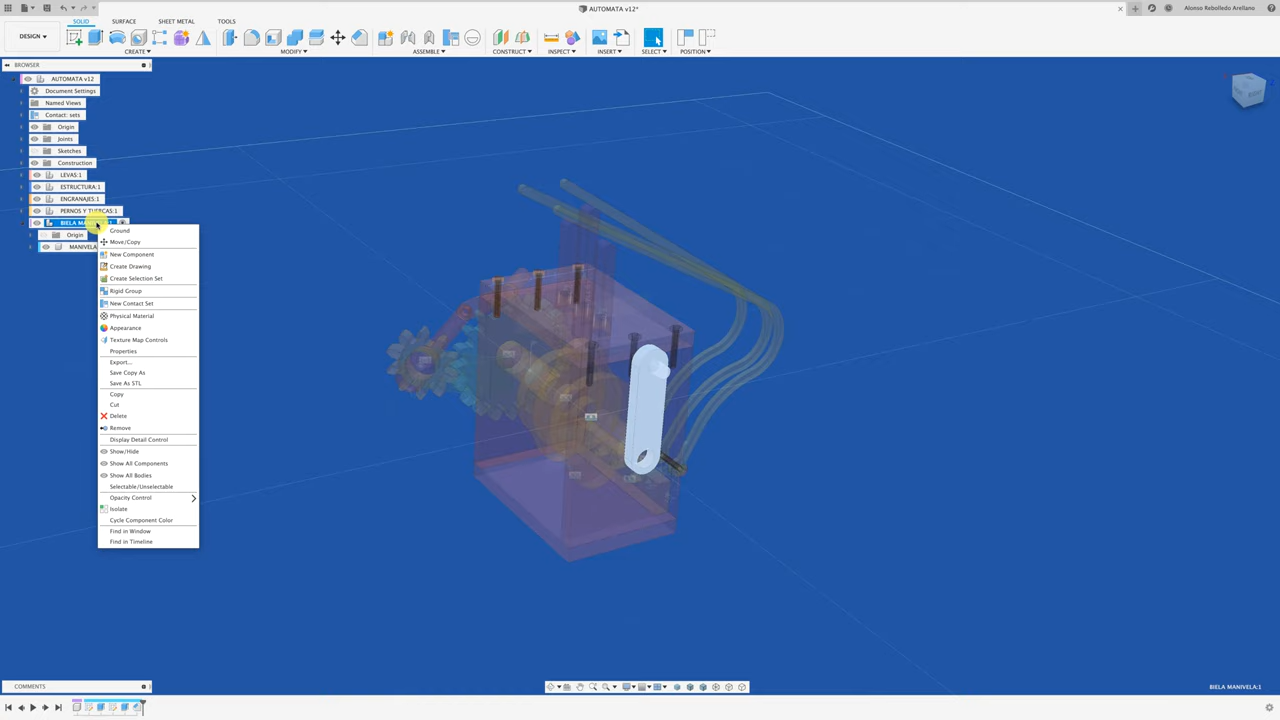 AUTOMATA v12*
Alonso Rebolledo Arellano
SOLID
SURFACE
SHEET METAL
TOOLS
DESIGN
CREATE
MODIFY
ASSEMBLE
CONSTRUCT
INSPECT
INSERT
SELECT
POSITION
BROWSER
AUTOMATA v12
Document Settings
Named Views
Contact: sets
Origin
Joints
Sketches
Construction
LEVAS:1
ESTRUCTURA:1
ENGRANAJES:1
PERNOS Y TUERCAS:1
Origin
MANIVELA
Ground
Move/Copy
New Component
Create Drawing
Create Selection Set
Rigid Group
New Contact Set
Physical Material
Appearance
Texture Map Controls
Properties
Export...
Save Copy As
Save As STL
Copy
Cut
Delete
Remove
Display Detail Control
Show/Hide
Show All Components
Show All Bodies
Selectable/Unselectable
Opacity Control
Isolate
Cycle Component Color
Find in Window
Find in Timeline
COMMENTS
BIELA MANIVELA:1